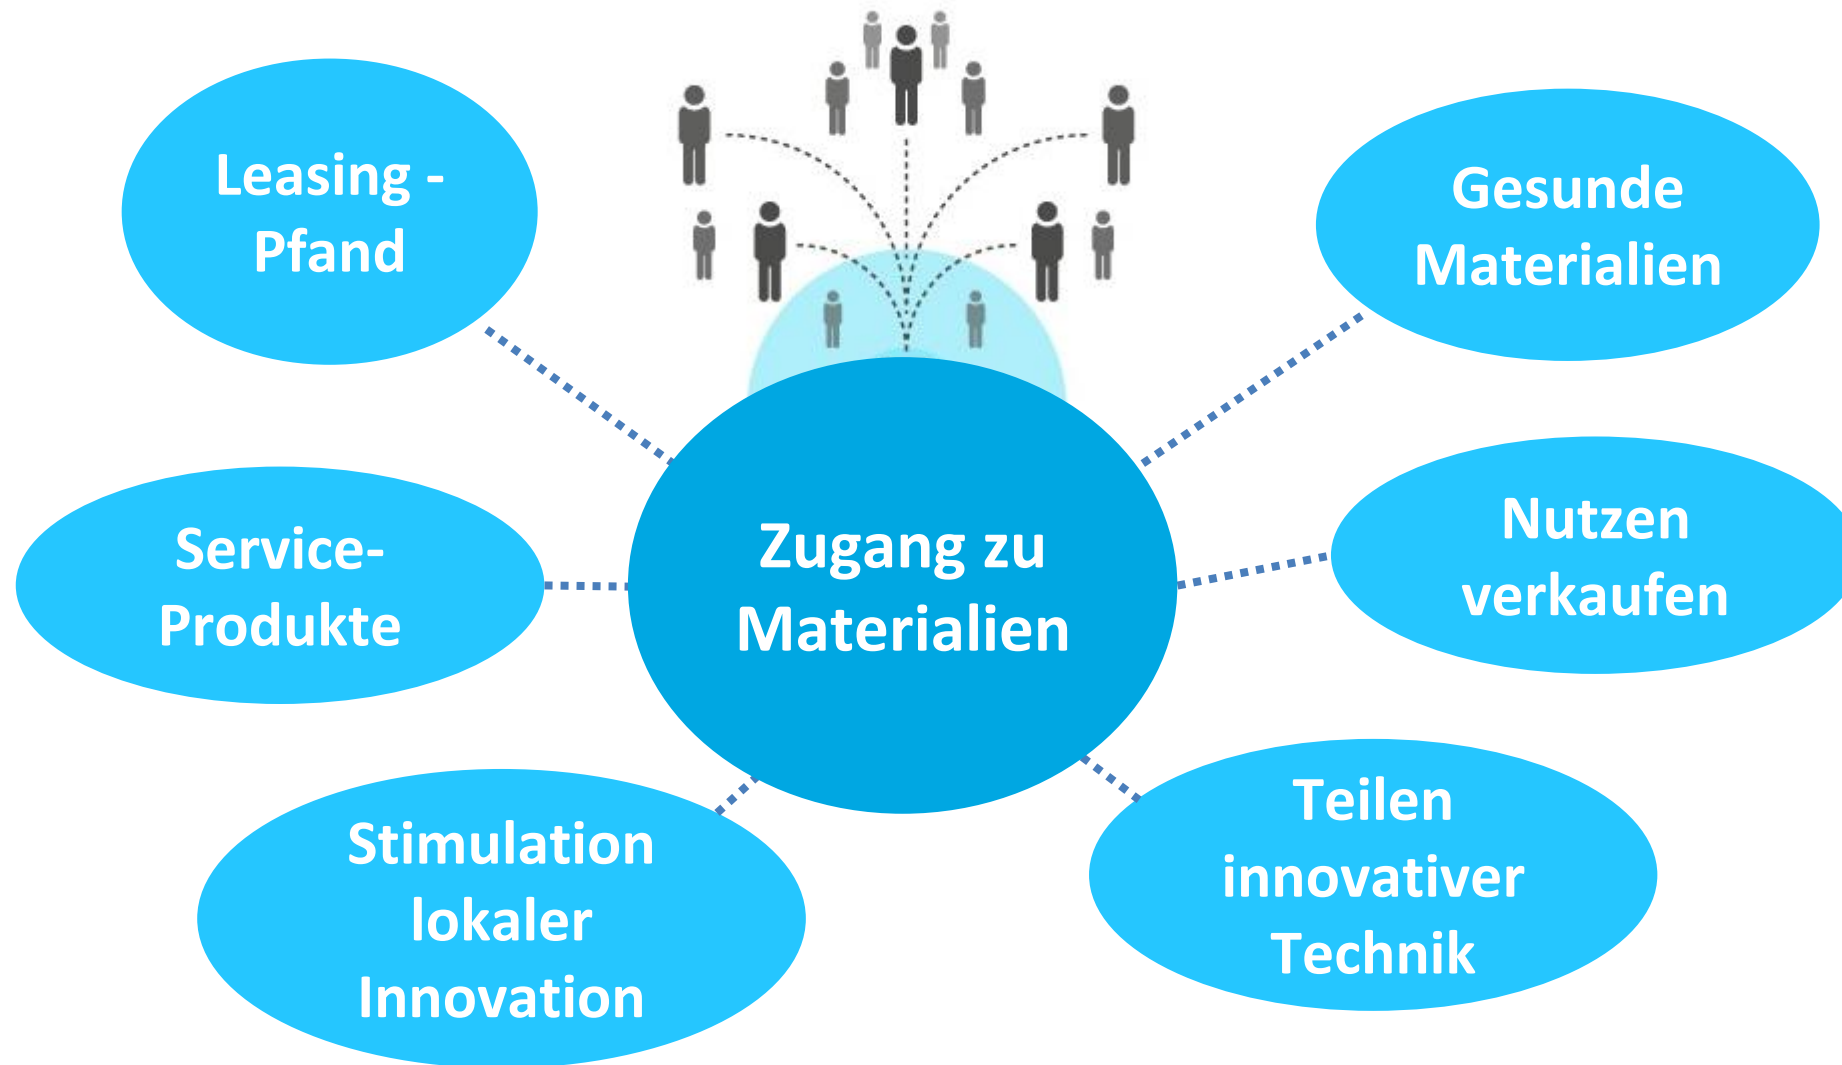 Leasing -
Pfand
Gesunde
Materialien
Service-
Produkte
Zugang zu
Materialien
Nutzen
verkaufen
Stimulation
lokaler
Innovation
Teilen
innovativer
Technik